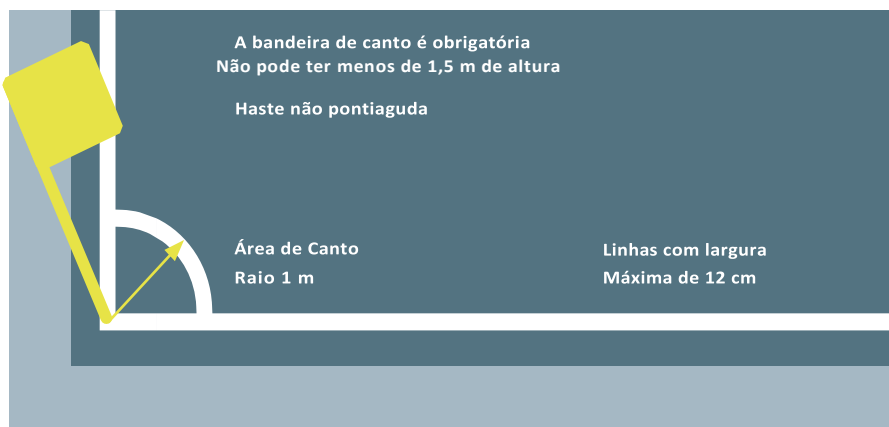 A bandeira de canto é obrigatória
Não pode ter menos de 1,5 m de altura
Haste não pontiaguda
Área de Canto
Raio 1 m
Linhas com largura
Máxima de 12 cm